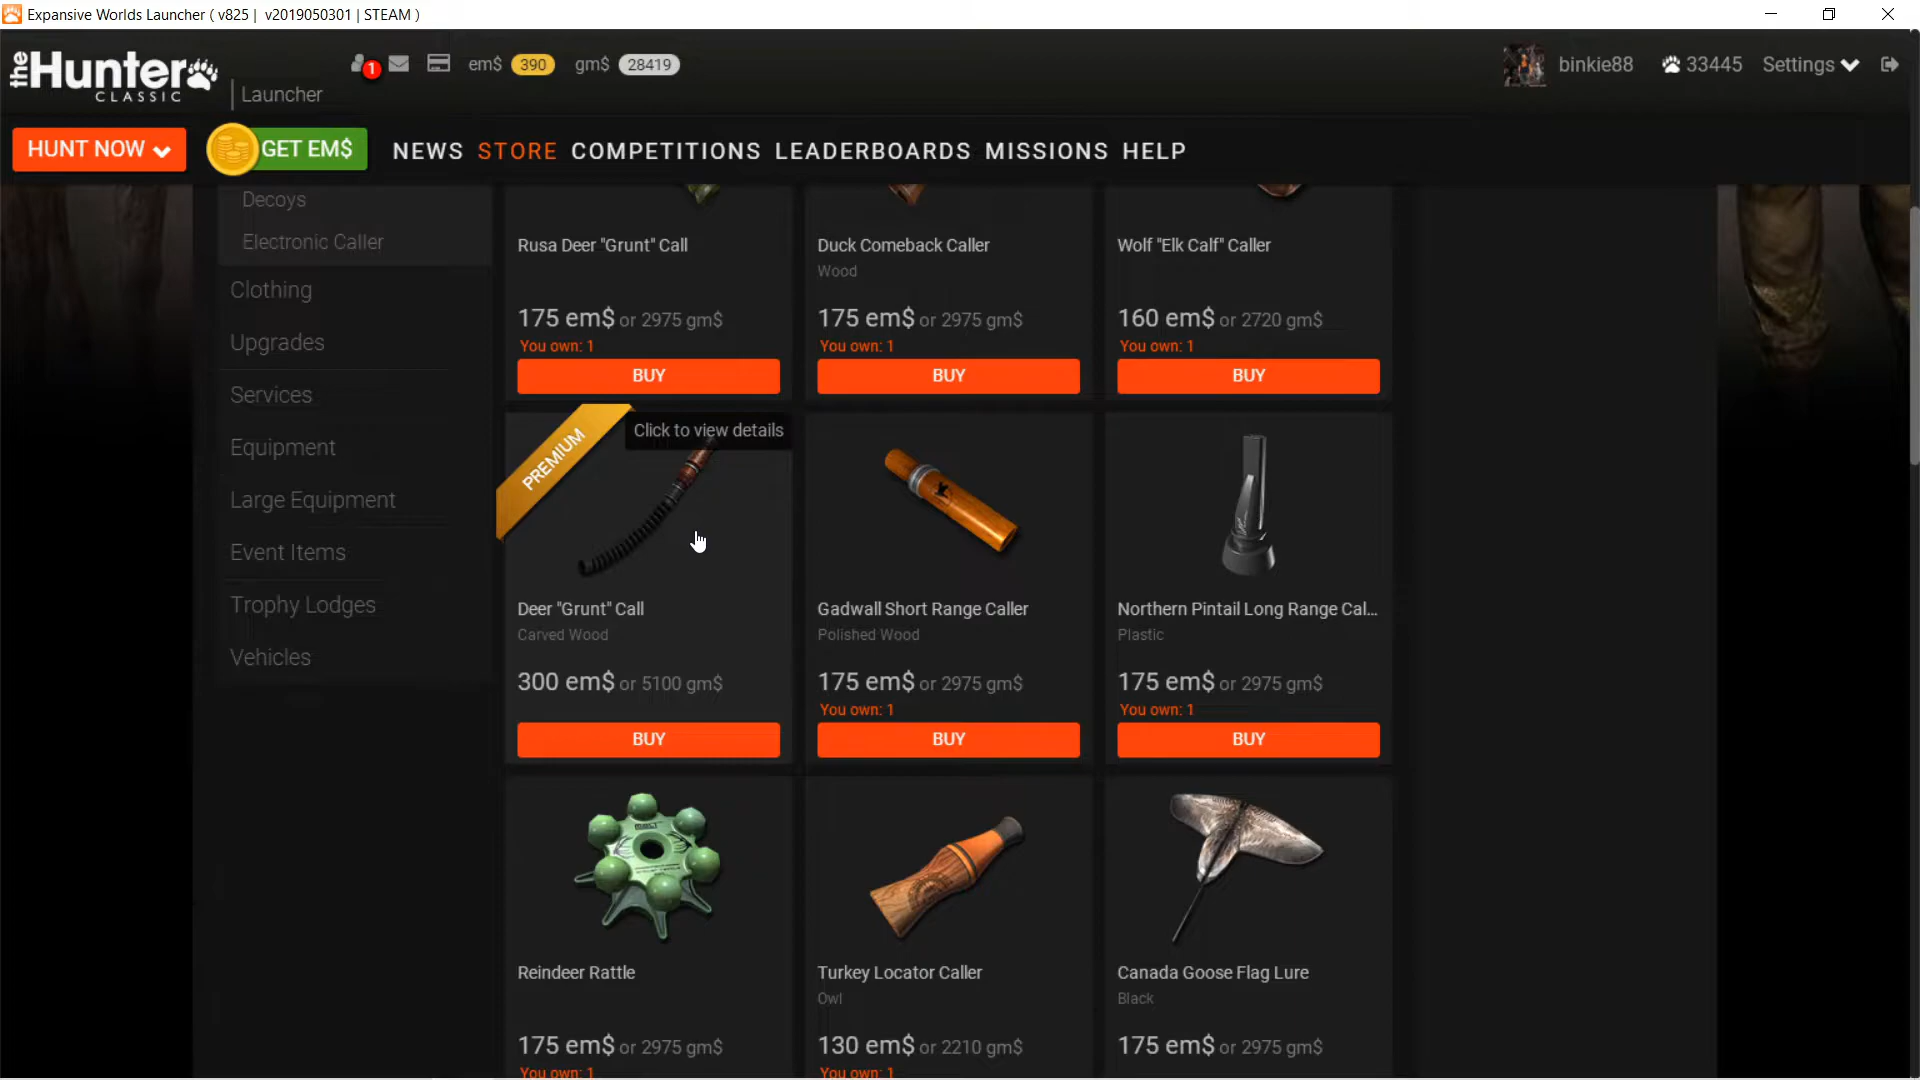 Expansive Worlds Launcher ( v825 | v2019050301 | STEAM )
theHunter
CLASSIC
Launcher
1
em$ 390 gm$ 28419
binkie88 33445 Settings
HUNT NOW GET EM$ NEWS STORE COMPETITIONS LEADERBOARDS MISSIONS HELP
Decoys
Electronic Caller
Clothing
Upgrades
Services
Equipment
Large Equipment
Event Items
Trophy Lodges
Vehicles
Rusa Deer "Grunt" Call
175 em$ or 2975 gm$
You own: 1
BUY
Duck Comeback Caller
Wood
175 em$ or 2975 gm$
You own: 1
BUY
Wolf "Elk Calf" Caller
160 em$ or 2720 gm$
You own: 1
BUY
PREMIUM
Click to view details
Deer "Grunt" Call
Carved Wood
300 em$ or 5100 gm$
BUY
Gadwall Short Range Caller
Polished Wood
175 em$ or 2975 gm$
You own: 1
BUY
Northern Pintail Long Range Cal...
Plastic
175 em$ or 2975 gm$
You own: 1
BUY
Reindeer Rattle
175 em$ or 2975 gm$
You own: 1
Turkey Locator Caller
Owl
130 em$ or 2210 gm$
You own: 1
Canada Goose Flag Lure
Black
175 em$ or 2975 gm$